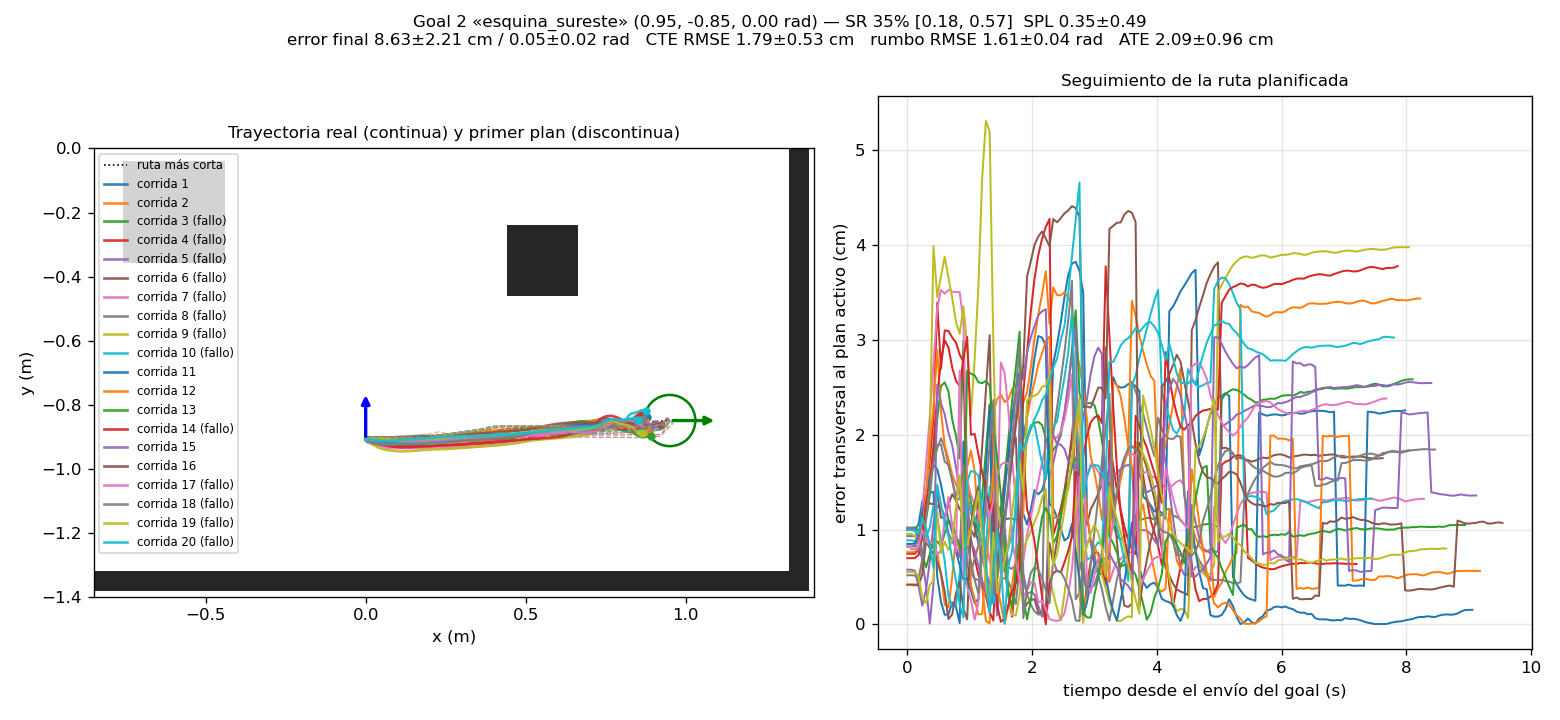 Goal 2 «esquina_sureste» (0.95, -0.85, 0.00 rad) — SR 35% [0.18, 0.57]  SPL 0.35±0.49
error final 8.63±2.21 cm / 0.05±0.02 rad   CTE RMSE 1.79±0.53 cm   rumbo RMSE 1.61±0.04 rad   ATE 2.09±0.96 cm
Trayectoria real (continua) y primer plan (discontinua)
0.0
−0.2
−0.4
−0.6
−0.8
−1.0
−1.2
−1.4
y (m)
ruta más corta
corrida 1
corrida 2
corrida 3 (fallo)
corrida 4 (fallo)
corrida 5 (fallo)
corrida 6 (fallo)
corrida 7 (fallo)
corrida 8 (fallo)
corrida 9 (fallo)
corrida 10 (fallo)
corrida 11
corrida 12
corrida 13
corrida 14 (fallo)
corrida 15
corrida 16
corrida 17 (fallo)
corrida 18 (fallo)
corrida 19 (fallo)
corrida 20 (fallo)
−0.5
0.0
0.5
1.0
x (m)
Seguimiento de la ruta planificada
5
4
3
2
1
0
error transversal al plan activo (cm)
0
2
4
6
8
10
tiempo desde el envío del goal (s)